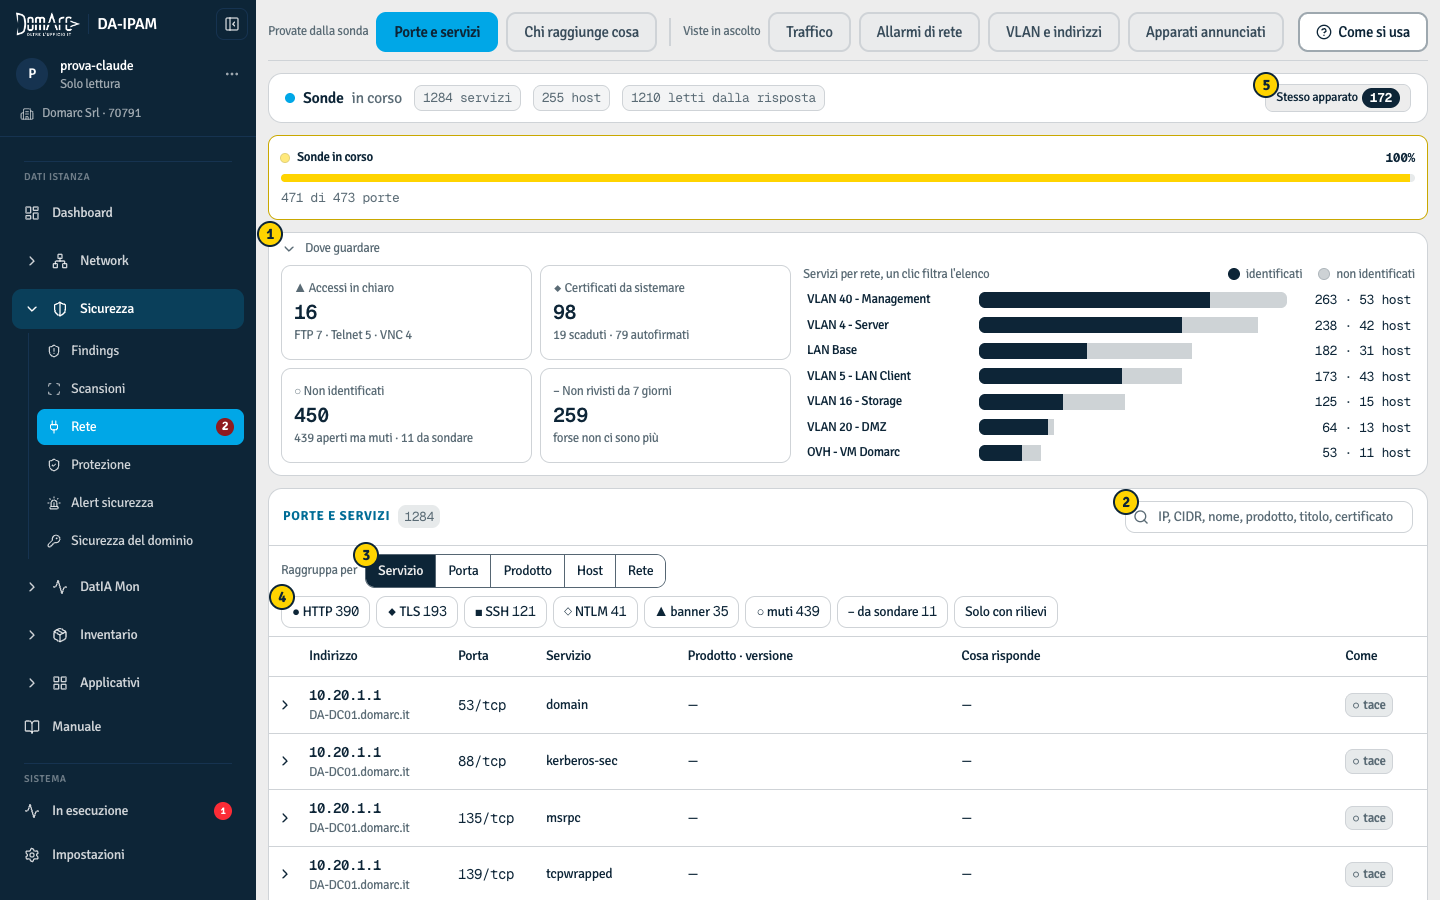 DomArc
OLTRE L'UFFICIO IT
DA-IPAM
P
prova-claude
Solo lettura
Domarc Srl · 70791
DATI ISTANZA
Dashboard
Network
Sicurezza
Findings
Scansioni
Rete 2
Protezione
Alert sicurezza
Sicurezza del dominio
DatIA Mon
Inventario
Applicativi
Manuale
SISTEMA
In esecuzione 1
Impostazioni
Provate dalla sonda Porte e servizi Chi raggiunge cosa Viste in ascolto Traffico Allarmi di rete VLAN e indirizzi Apparati annunciati Come si usa
Sonde in corso 1284 servizi 255 host 1210 letti dalla risposta 5 Stesso apparato 172
Sonde in corso 100%
471 di 473 porte
1
Dove guardare
▲ Accessi in chiaro
16
FTP 7 · Telnet 5 · VNC 4
◆ Certificati da sistemare
98
19 scaduti · 79 autofirmati
○ Non identificati
450
439 aperti ma muti · 11 da sondare
– Non rivisti da 7 giorni
259
forse non ci sono più
Servizi per rete, un clic filtra l'elenco identificati non identificati
VLAN 40 - Management 263 · 53 host
VLAN 4 - Server 238 · 42 host
LAN Base 182 · 31 host
VLAN 5 - LAN Client 173 · 43 host
VLAN 16 - Storage 125 · 15 host
VLAN 20 - DMZ 64 · 13 host
OVH - VM Domarc 53 · 11 host
PORTE E SERVIZI 1284
2 IP, CIDR, nome, prodotto, titolo, certificato
Raggruppa per 3 Servizio Porta Prodotto Host Rete
4 ● HTTP 390 ◆ TLS 193 ■ SSH 121 ◇ NTLM 41 ▲ banner 35 ○ muti 439 – da sondare 11 Solo con rilievi
Indirizzo Porta Servizio Prodotto · versione Cosa risponde Come
10.20.1.1
DA-DC01.domarc.it
53/tcp domain — — ○ tace
10.20.1.1
DA-DC01.domarc.it
88/tcp kerberos-sec — — ○ tace
10.20.1.1
DA-DC01.domarc.it
135/tcp msrpc — — ○ tace
10.20.1.1
DA-DC01.domarc.it
139/tcp tcpwrapped — — ○ tace